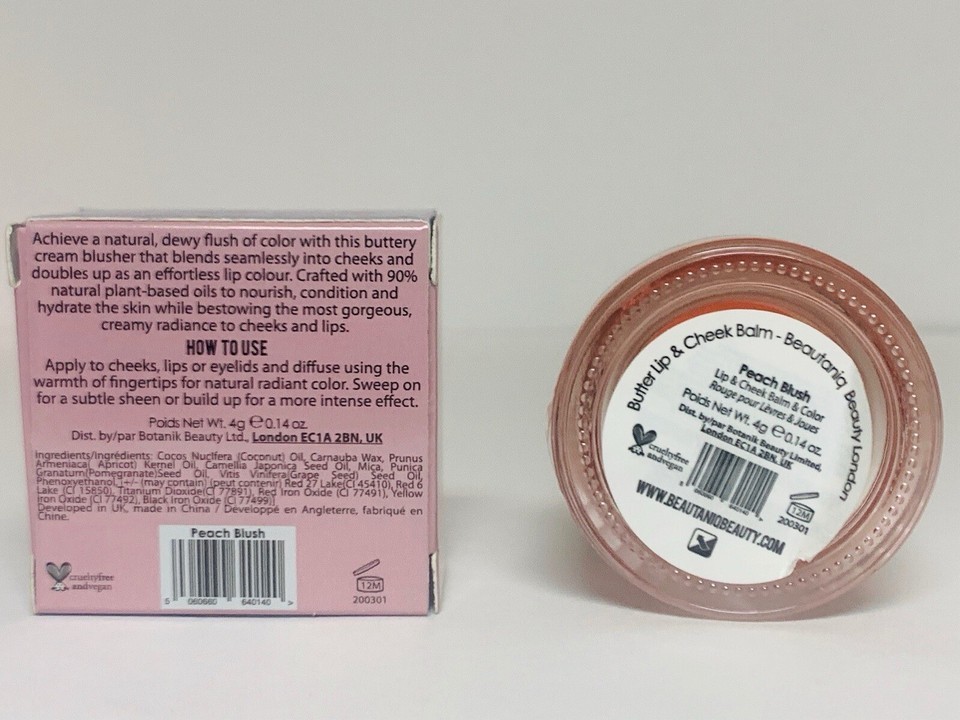 Achieve a natural, dewy flush of color with this buttery
cream blusher that blends seamlessly into cheeks and
doubles up as an effortless lip colour. Crafted with 90%
natural plant-based oils to nourish, condition and
hydrate the skin while bestowing the most gorgeous,
creamy radiance to cheeks and lips.
HOW TO USE
Apply to cheeks, lips or eyelids and diffuse using the
warmth of fingertips for natural radiant color. Sweep on
for a subtle sheen or build up for a more intense effect.
Poids Net Wt. 4g ℮0.14 oz.
Dist. by/par Botanik Beauty Ltd., London EC1A 2BN, UK
Ingredients/Ingrédients: Cocos Nucifera (Coconut) Oil, Carnauba Wax, Prunus
Armeniaca( Apricot) Kernel Oil, Camellia Japonica Seed Oil, Mica, Punica
Granatum(Pomegranate)Seed Oil, Vitis Vinifera(Grape Seed) Seed Oil,
Phenoxyethanol, +/- (may contain) (peut contenir) Red 27 Lake(CI 45410), Red 6
Lake (CI 15850), Titanium Dioxide(CI 77891), Red Iron Oxide (CI 77491), Yellow
Iron Oxide (CI 77492), Black Iron Oxide (CI 77499)
Developed in UK, made in China / Développé en Angleterre, fabriqué en
Chine.
Peach Blush
crueltyfree
andvegan
5 060660 640140 >
12M
200301
Butter Lip & Cheek Balm - Beautaniq Beauty London
Peach Blush
Lip & Cheek Balm & Color
Rouge pour Lèvres & Joues
Poids Net Wt. 4g ℮ 0.14 oz.
Dist. by/par Botanik Beauty Limited,
London EC1A 2BN, UK
crueltyfree
andvegan
12M
200301
WWW.BEAUTANIQBEAUTY.COM